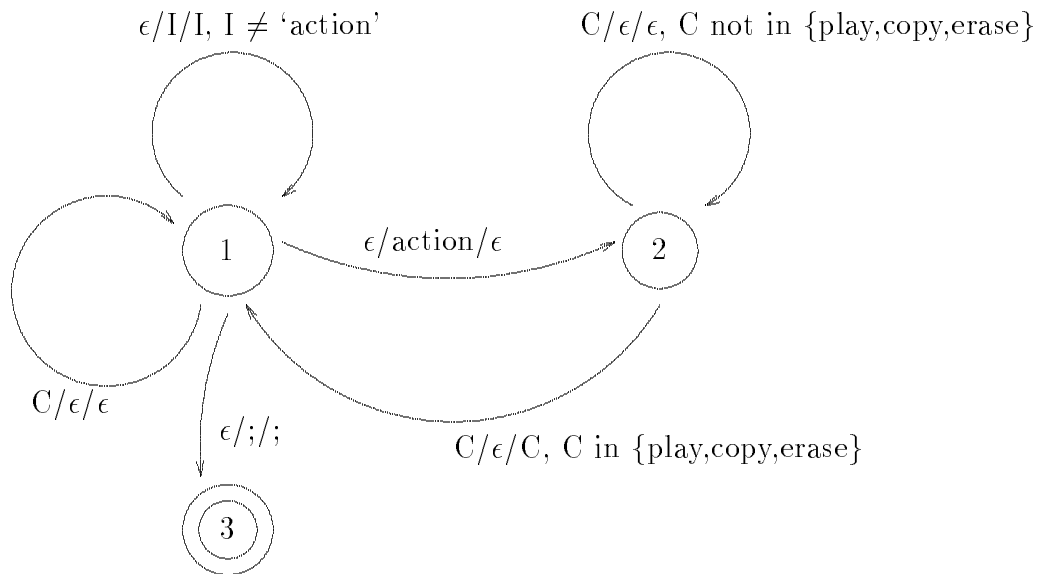 ϵ/I/I, I ≠ ‘action’
C/ϵ/ϵ, C not in {play,copy,erase}
1
ϵ/action/ϵ
2
C/ϵ/ϵ
ϵ/;/;
C/ϵ/C, C in {play,copy,erase}
3